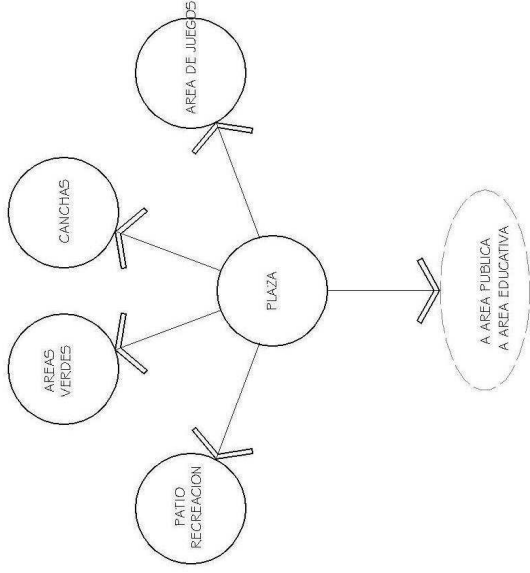 AREA DE JUEGOS
CANCHAS
AREAS
VERDES
PATIO
RECREACION
PLAZA
A AREA PUBLICA
A AREA EDUCATIVA